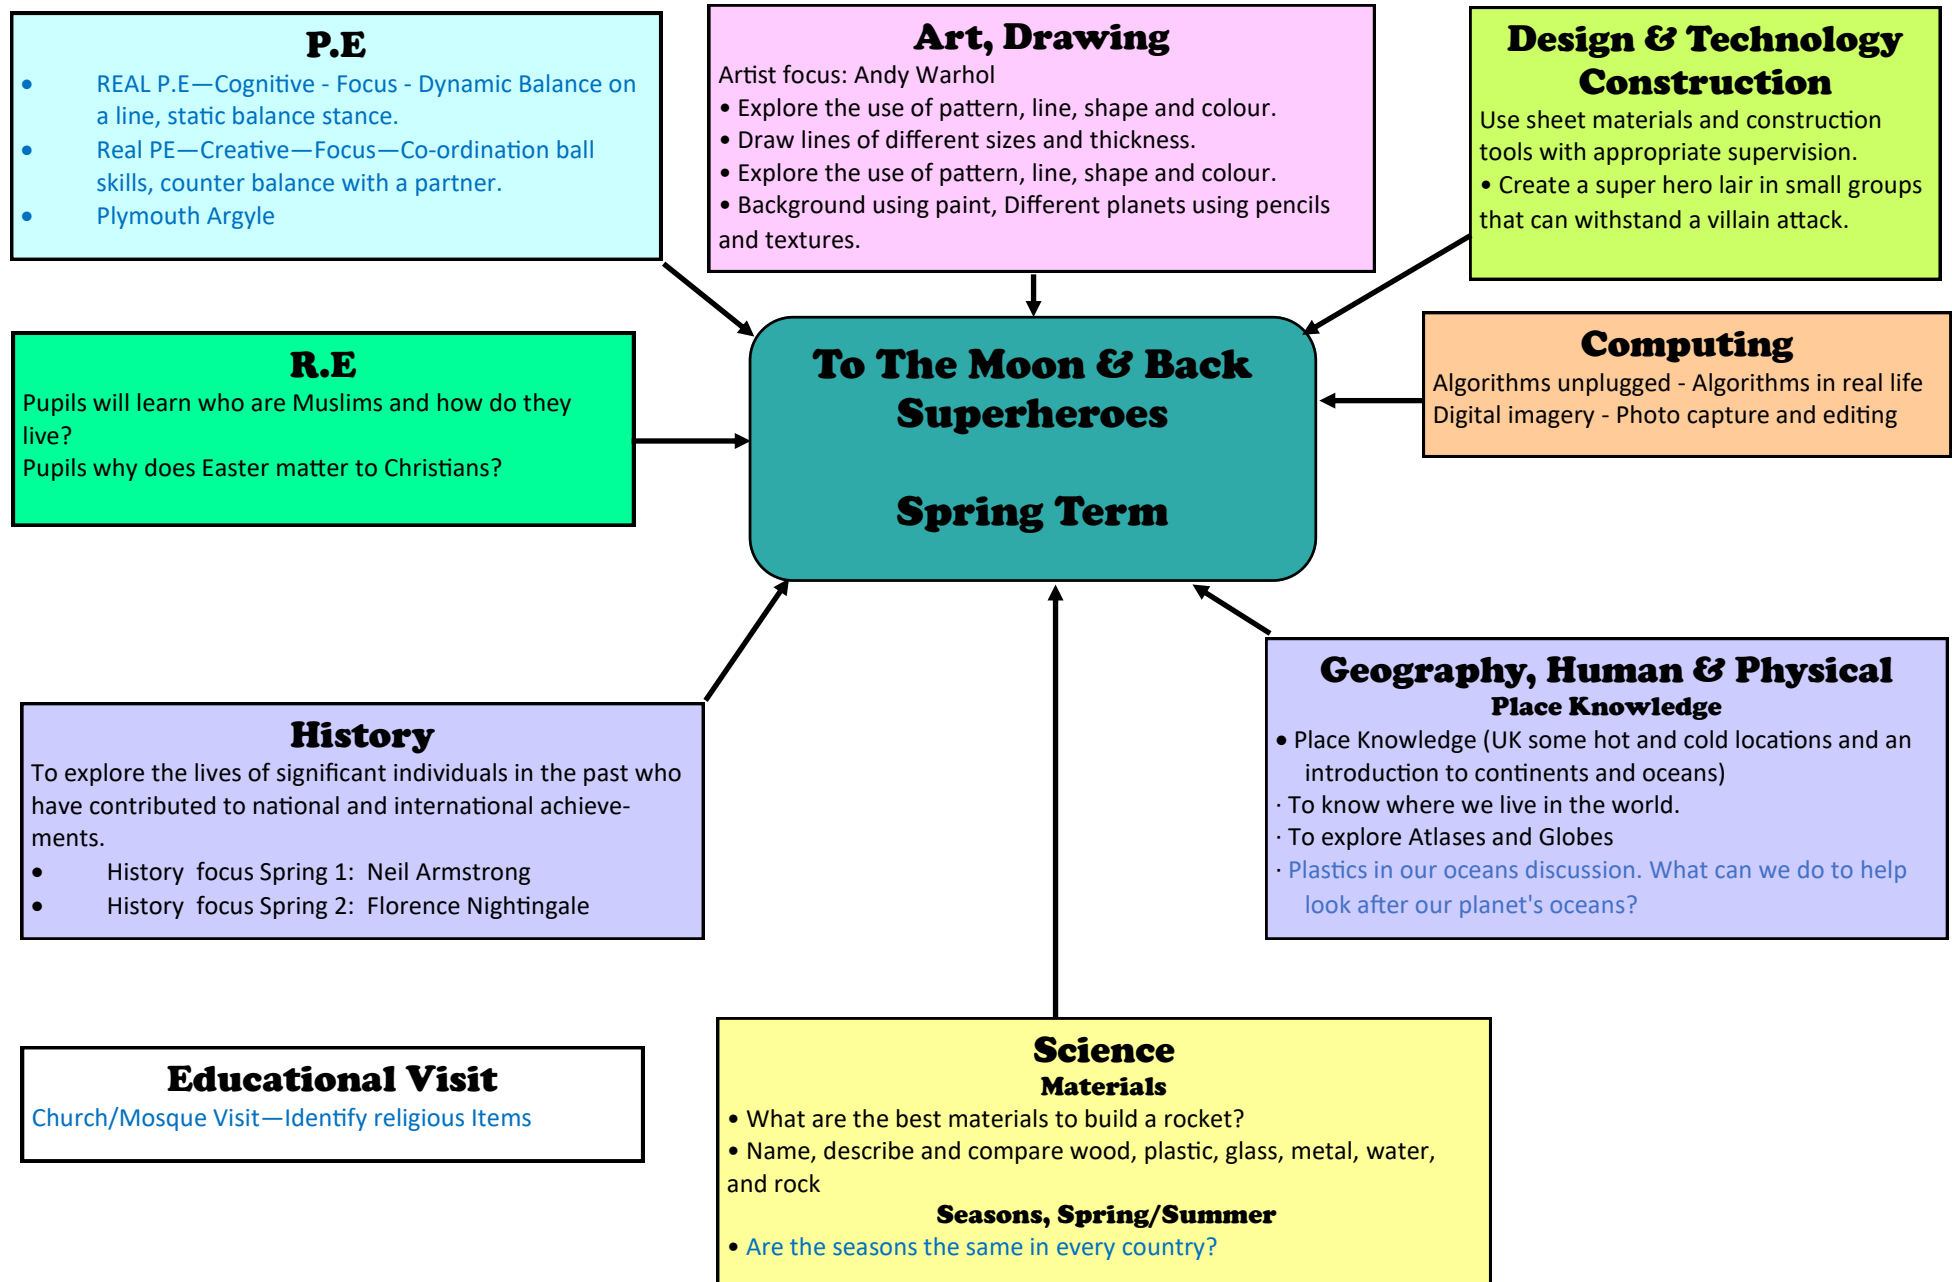 P.E
• REAL P.E—Cognitive - Focus - Dynamic Balance on
a line, static balance stance.
• Real PE—Creative—Focus—Co-ordination ball
skills, counter balance with a partner.
• Plymouth Argyle
Art, Drawing
Artist focus: Andy Warhol
• Explore the use of pattern, line, shape and colour.
• Draw lines of different sizes and thickness.
• Explore the use of pattern, line, shape and colour.
• Background using paint, Different planets using pencils
and textures.
Design & Technology
Construction
Use sheet materials and construction
tools with appropriate supervision.
• Create a super hero lair in small groups
that can withstand a villain attack.
R.E
Pupils will learn who are Muslims and how do they
live?
Pupils why does Easter matter to Christians?
To The Moon & Back
Superheroes
Spring Term
Computing
Algorithms unplugged - Algorithms in real life
Digital imagery - Photo capture and editing
History
To explore the lives of significant individuals in the past who
have contributed to national and international achieve-
ments.
• History focus Spring 1: Neil Armstrong
• History focus Spring 2: Florence Nightingale
Geography, Human & Physical
Place Knowledge
• Place Knowledge (UK some hot and cold locations and an
introduction to continents and oceans)
· To know where we live in the world.
· To explore Atlases and Globes
· Plastics in our oceans discussion. What can we do to help
look after our planet's oceans?
Educational Visit
Church/Mosque Visit—Identify religious Items
Science
Materials
• What are the best materials to build a rocket?
• Name, describe and compare wood, plastic, glass, metal, water,
and rock
Seasons, Spring/Summer
• Are the seasons the same in every country?